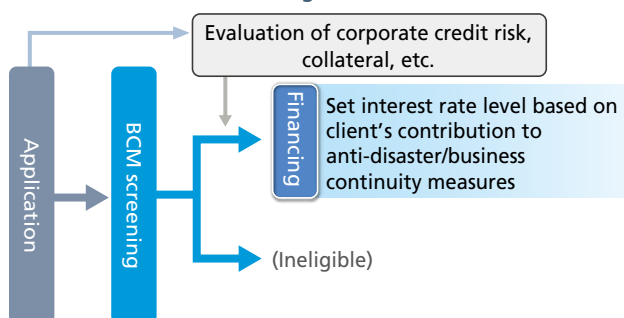 Evaluation of corporate credit risk,
collateral, etc.
Application
BCM screening
Financing
Set interest rate level based on
client's contribution to
anti-disaster/business
continuity measures
(Ineligible)